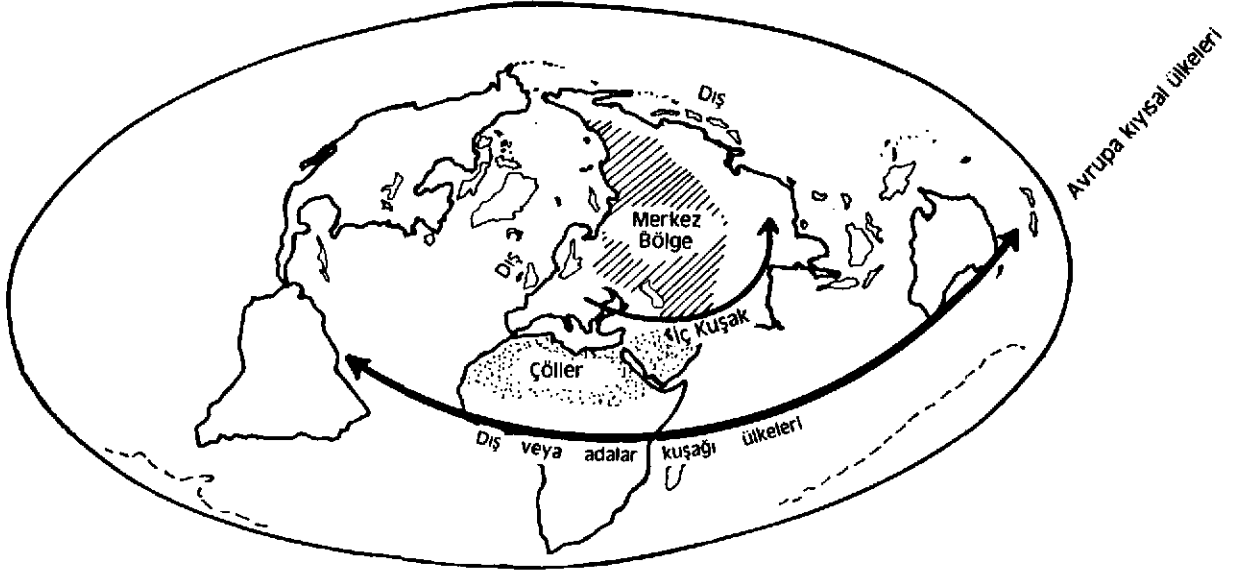 Dış
Avrupa kıyısal ülkeleri
Merkez
Bölge
Dış
İç Kuşak
Çöller
Dış veya adalar kuşağı ülkeleri